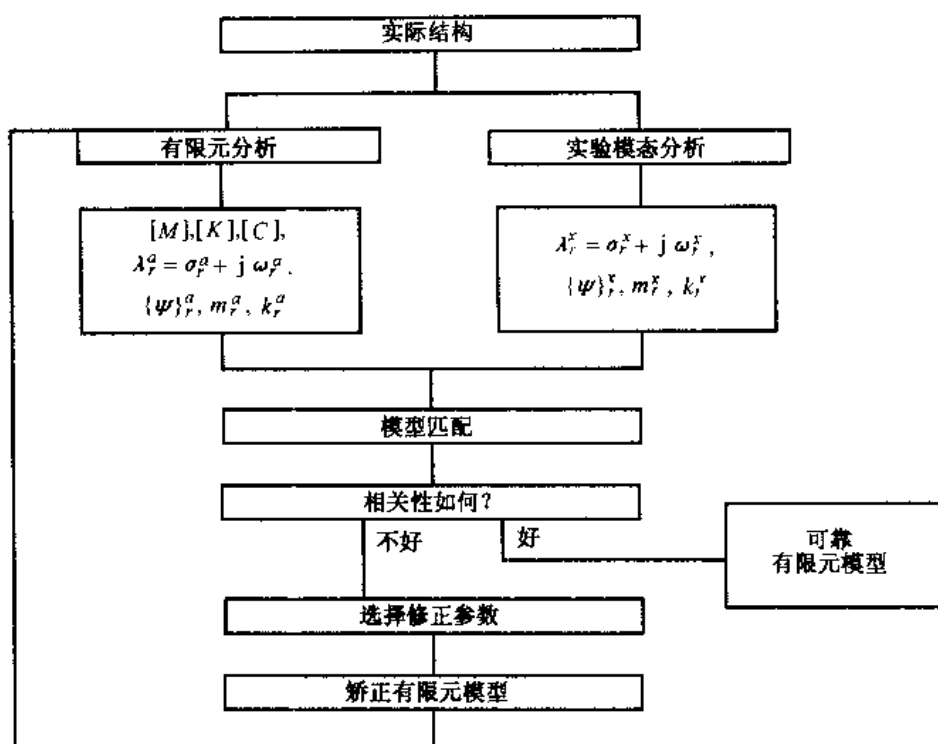 实际结构
有限元分析
实验模态分析
[M],[K],[C],
λ_r^a = σ_r^a + j ω_r^a,
{Ψ}_r^a, m_r^a, k_r^a
λ_r^x = σ_r^x + j ω_r^x,
{Ψ}_r^x, m_r^x, k_r^x
模型匹配
相关性如何?
不好
好
可靠
有限元模型
选择修正参数
矫正有限元模型